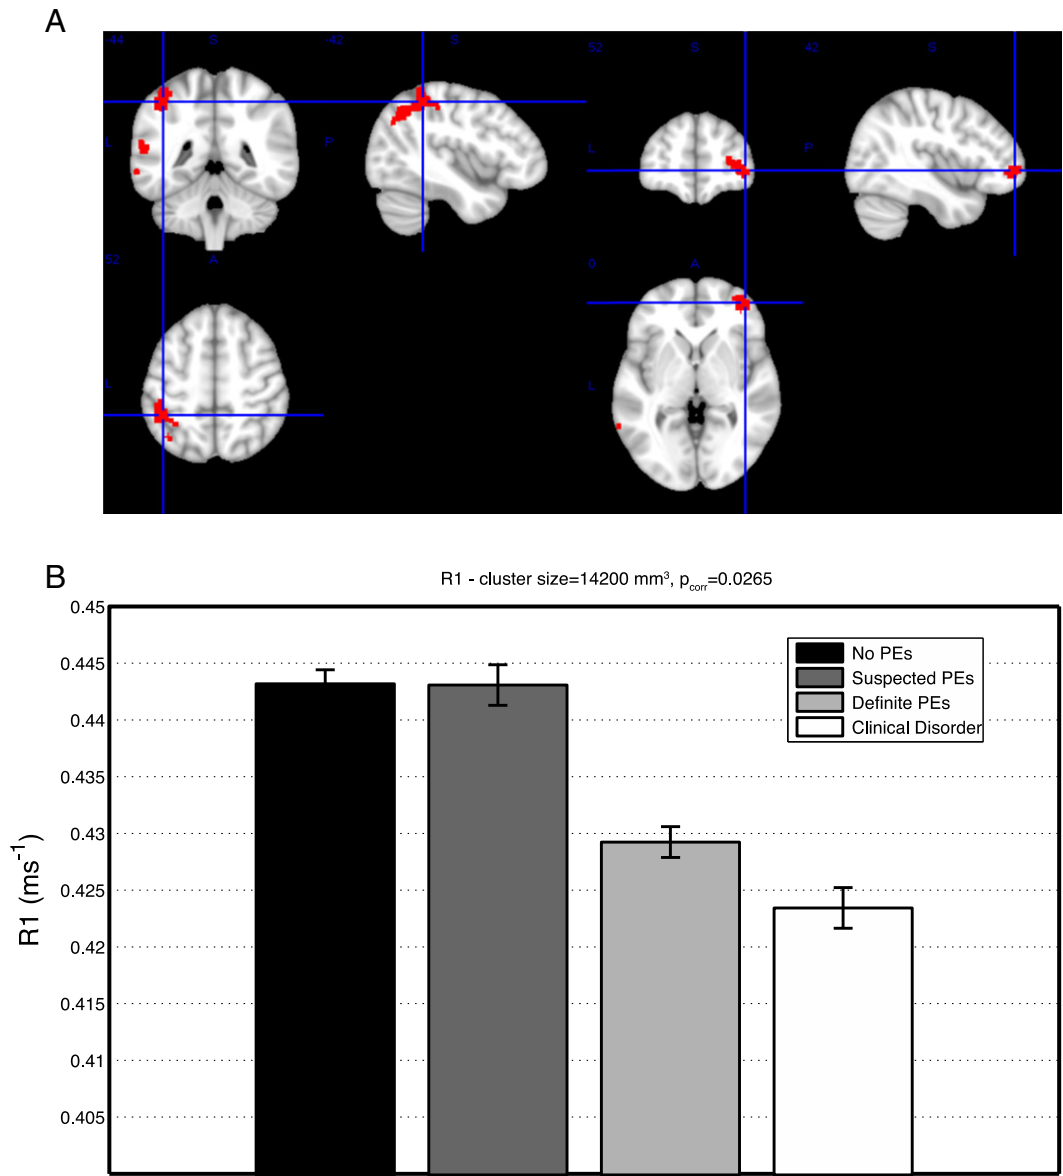 A
-44 S -42 S 52 S 42 S
L P L P
52 A 0 A
L L
B
R1 - cluster size=14200 mm³, p_corr=0.0265
0.45
0.445
0.44
0.435
0.43
0.425
0.42
0.415
0.41
0.405
R1 (ms⁻¹)
No PEs
Suspected PEs
Definite PEs
Clinical Disorder